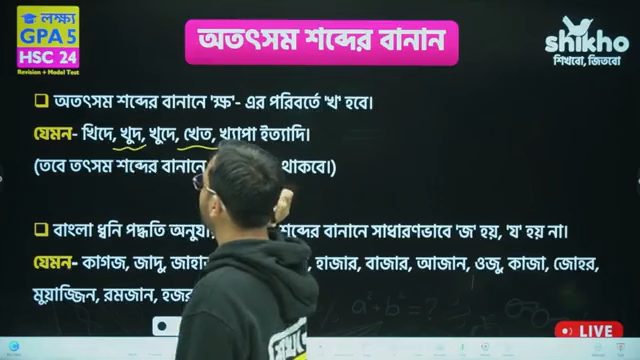 লক্ষ্য
GPA 5
HSC 24
Revision + Model Test
অতৎসম শব্দের বানান
shikho
শিখবো, জিতবো
অতৎসম শব্দের বানানে 'ক্ষ'- এর পরিবর্তে 'খ' হবে।
যেমন- খিদে, খুদ, খুদে, খেত, খ্যাপা ইত্যাদি।
(তবে তৎসম শব্দের বানানে থাকবে।)
বাংলা ধ্বনি পদ্ধতি শব্দের বানানে সাধারণভাবে 'জ' হয়, 'য' হয় না।
যেমন- কাগজ, জাদু, হাজার, বাজার, আজান, ওজু, কাজা, জোহর,
মুয়াজ্জিন, রমজান,
a² + b² = ?
LIVE